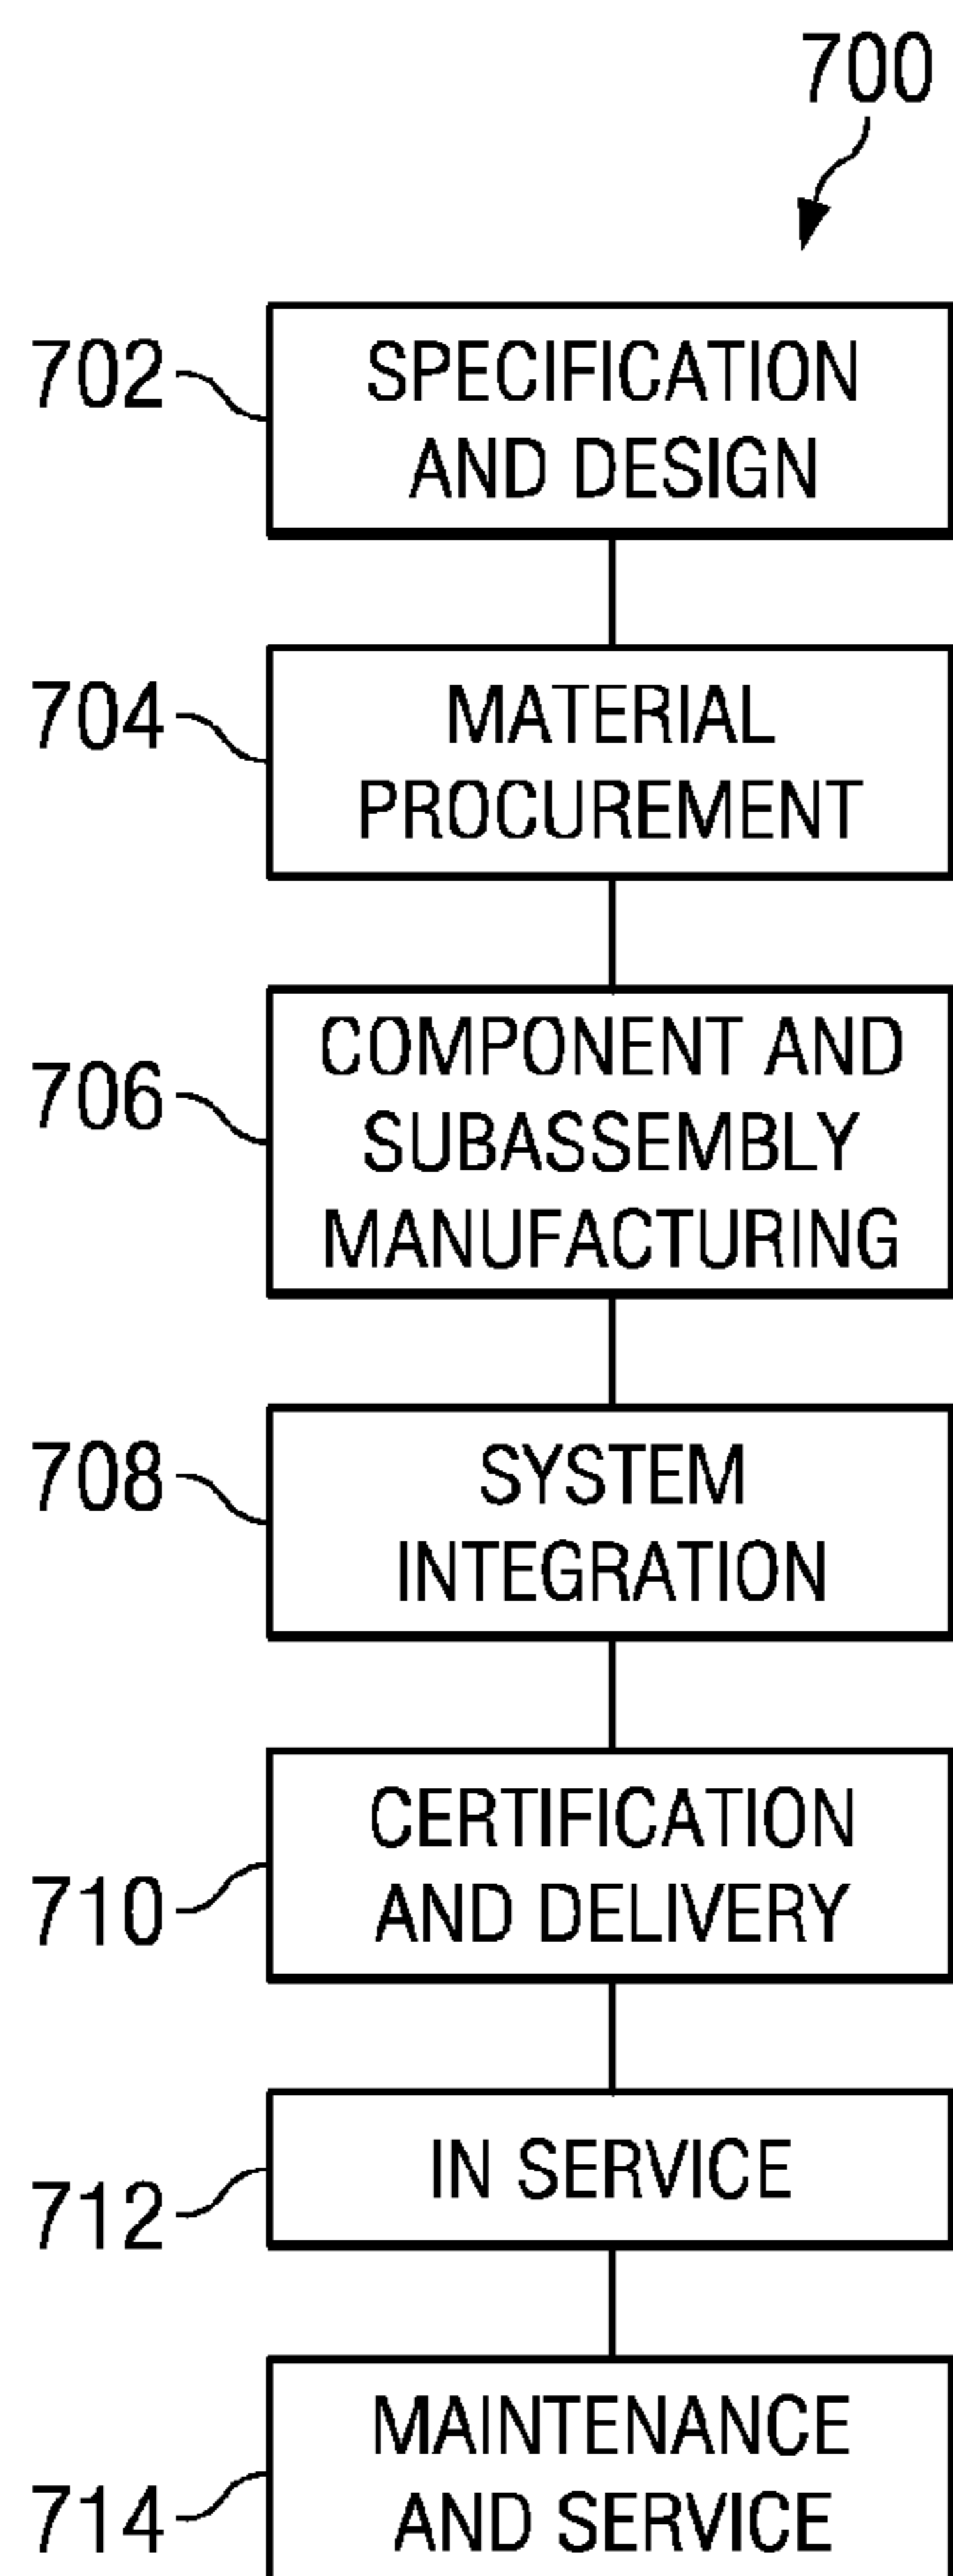 700
702
SPECIFICATION
AND DESIGN
704
MATERIAL
PROCUREMENT
706
COMPONENT AND
SUBASSEMBLY
MANUFACTURING
708
SYSTEM
INTEGRATION
710
CERTIFICATION
AND DELIVERY
712
IN SERVICE
714
MAINTENANCE
AND SERVICE